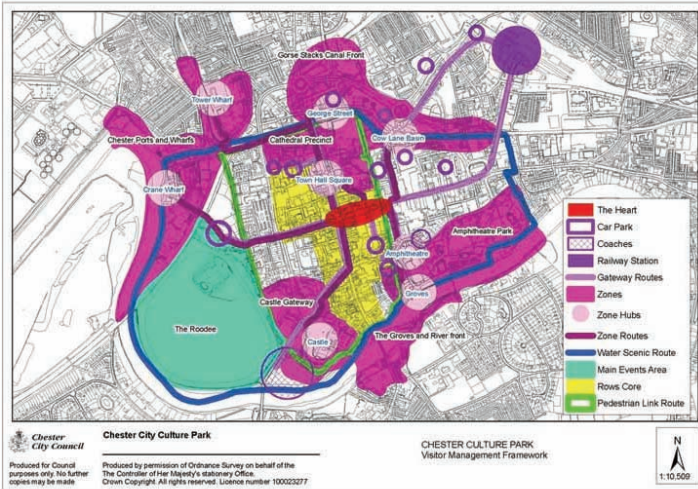 Gorse Stacks Canal Front
Tower Wharf
George Street
Cow Lane Basin
Chester Ports and Wharfs
Cathedral Precinct
Town Hall Square
Crane Wharf
Amphitheatre Park
Amphitheatre
Castle Gateway
Groves
The Roodee
Castle
The Groves and River front
The Heart
Car Park
Coaches
Railway Station
Gateway Routes
Zones
Zone Hubs
Zone Routes
Water Scenic Route
Main Events Area
Rows Core
Pedestrian Link Route
Chester
City Council
Produced for Council
purposes only. No further
copies may be made
Chester City Culture Park
Produced by permission of Ordnance Survey on behalf of the
The Controller of Her Majesty's stationery Office.
Crown Copyright. All rights reserved. Licence number 100023277
CHESTER CULTURE PARK
Visitor Management Framework
N
1:10,509